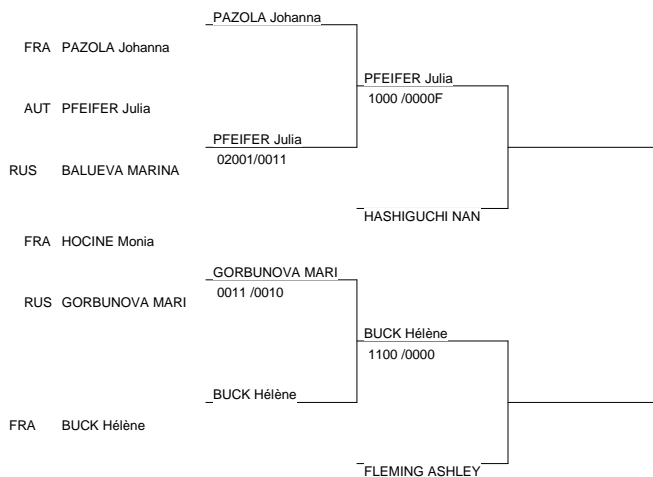 PAZOLA Johanna
FRA PAZOLA Johanna
PFEIFER Julia
1000 /0000F
AUT PFEIFER Julia
PFEIFER Julia
02001/0011
RUS BALUEVA MARINA
HASHIGUCHI NAN
FRA HOCINE Monia
GORBUNOVA MARI
0011 /0010
RUS GORBUNOVA MARI
BUCK Hélène
1100 /0000
BUCK Hélène
FRA BUCK Hélène
FLEMING ASHLEY